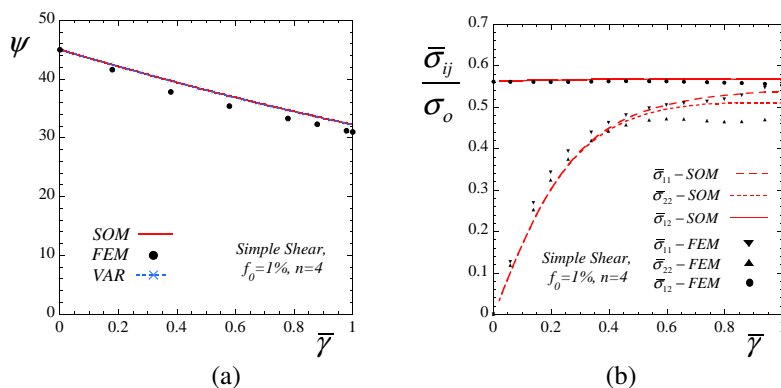 ψ
50
40
30
20
10
0
SOM
FEM
VAR
Simple Shear,
f₀=1%, n=4
0 0.2 0.4 0.6 0.8 1
γ̅
(a)
σ̅ᵢⱼ
σₒ
0.7
0.6
0.5
0.4
0.3
0.2
0.1
0
σ̅₁₁ – SOM
σ̅₂₂ – SOM
σ̅₁₂ – SOM
σ̅₁₁ – FEM
σ̅₂₂ – FEM
σ̅₁₂ – FEM
Simple Shear,
f₀=1%, n=4
0 0.2 0.4 0.6 0.8 1
γ̅
(b)